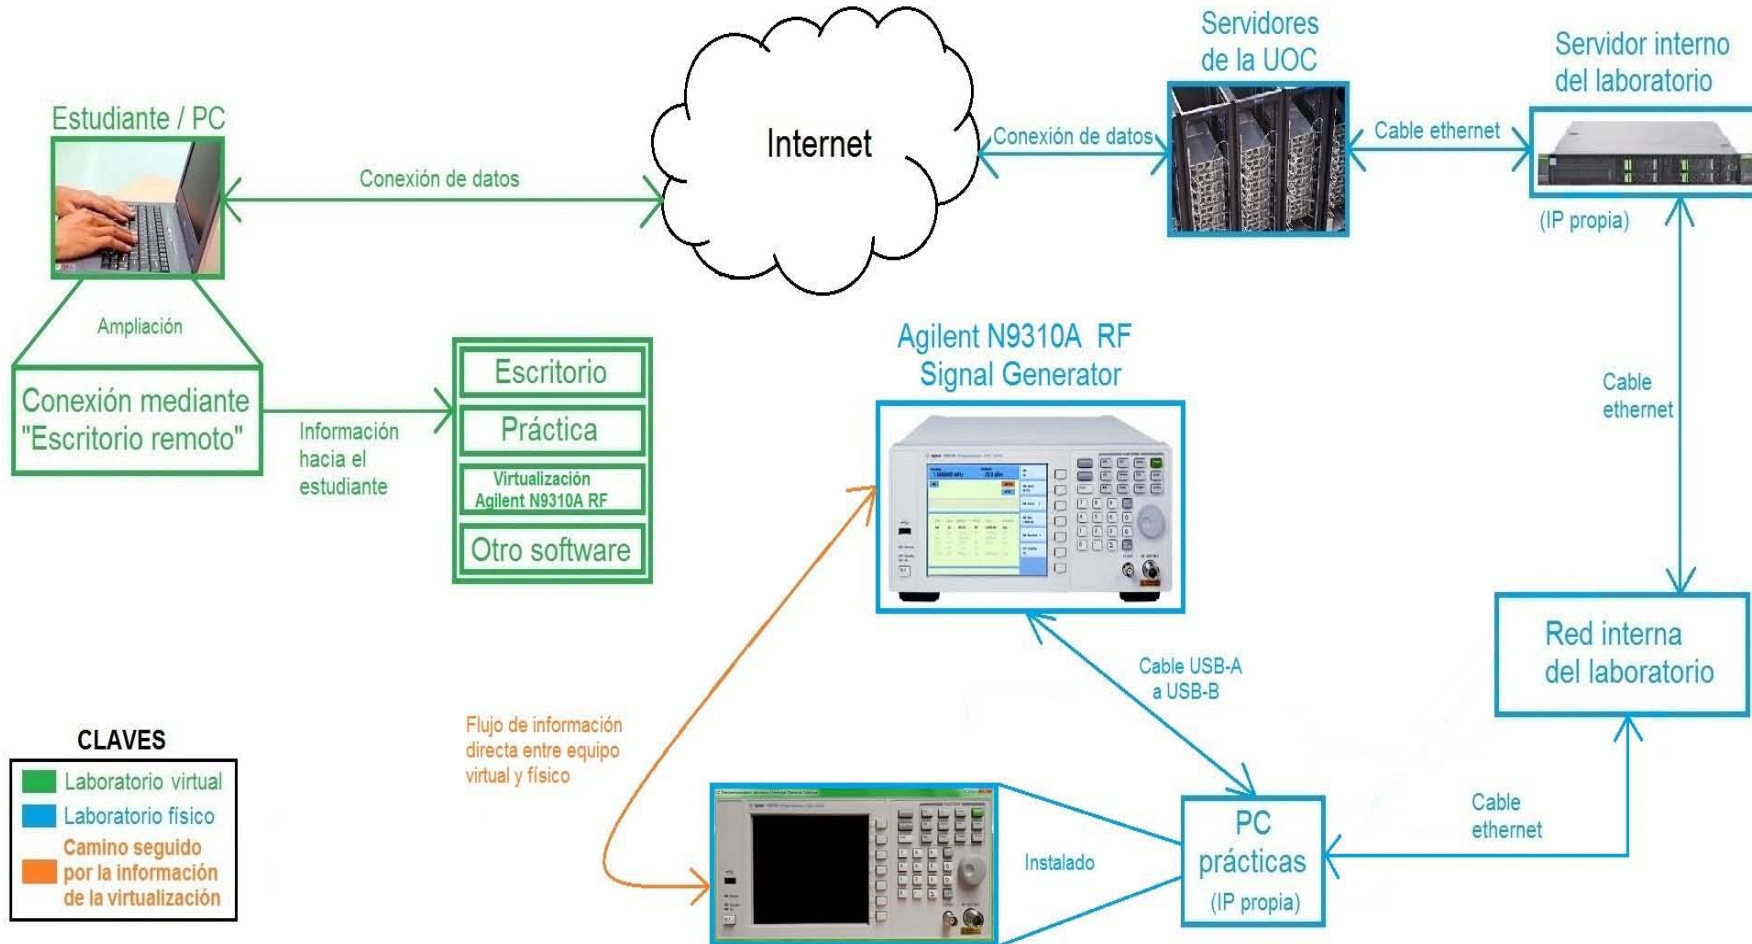 Estudiante / PC
Conexión de datos
Internet
Conexión de datos
Servidores
de la UOC
Cable ethernet
Servidor interno
del laboratorio
(IP propia)
Ampliación
Conexión mediante
"Escritorio remoto"
Información
hacia el
estudiante
Escritorio
Práctica
Virtualización
Agilent N9310A RF
Otro software
Agilent N9310A RF
Signal Generator
Cable
ethernet
Red interna
del laboratorio
Cable USB-A
a USB-B
Flujo de información
directa entre equipo
virtual y físico
Instalado
PC
prácticas
(IP propia)
Cable
ethernet
CLAVES
Laboratorio virtual
Laboratorio físico
Camino seguido
por la información
de la virtualización